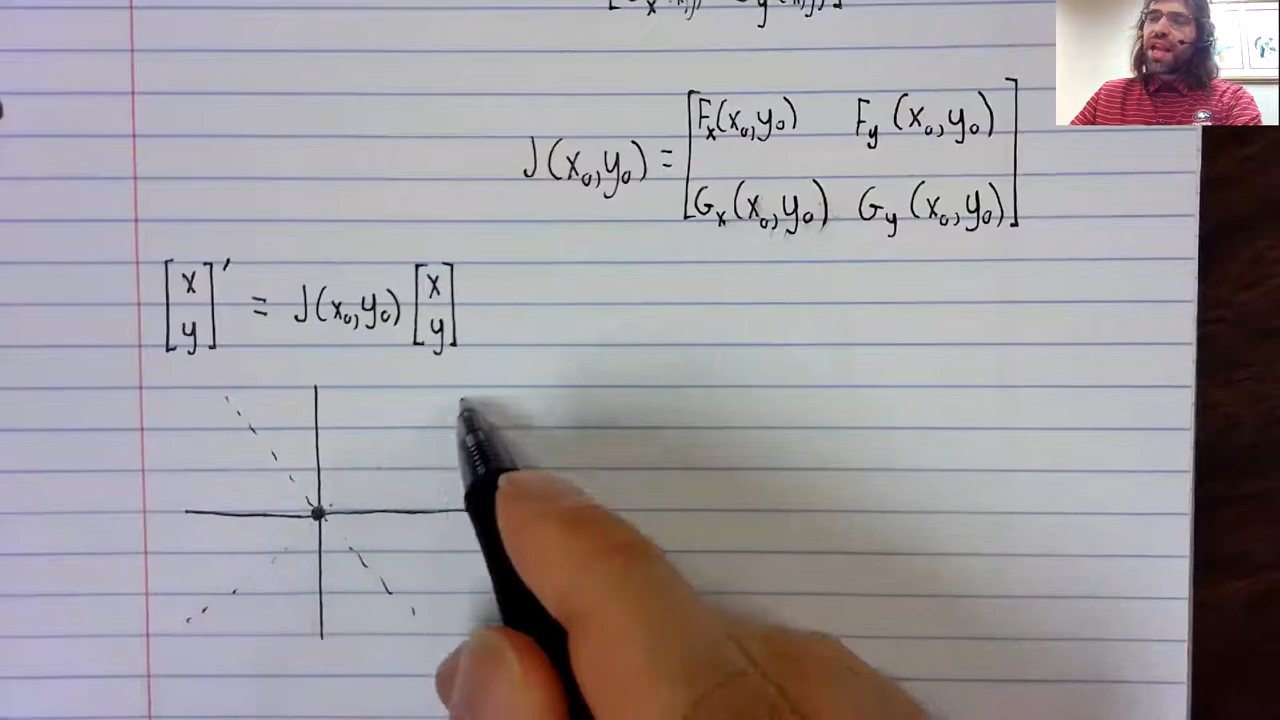 J(x₀,y₀) = [Fₓ(x₀,y₀) F_y(x₀,y₀)
Gₓ(x₀,y₀) G_y(x₀,y₀)]
[x
y]′ = J(x₀,y₀) [x
y]